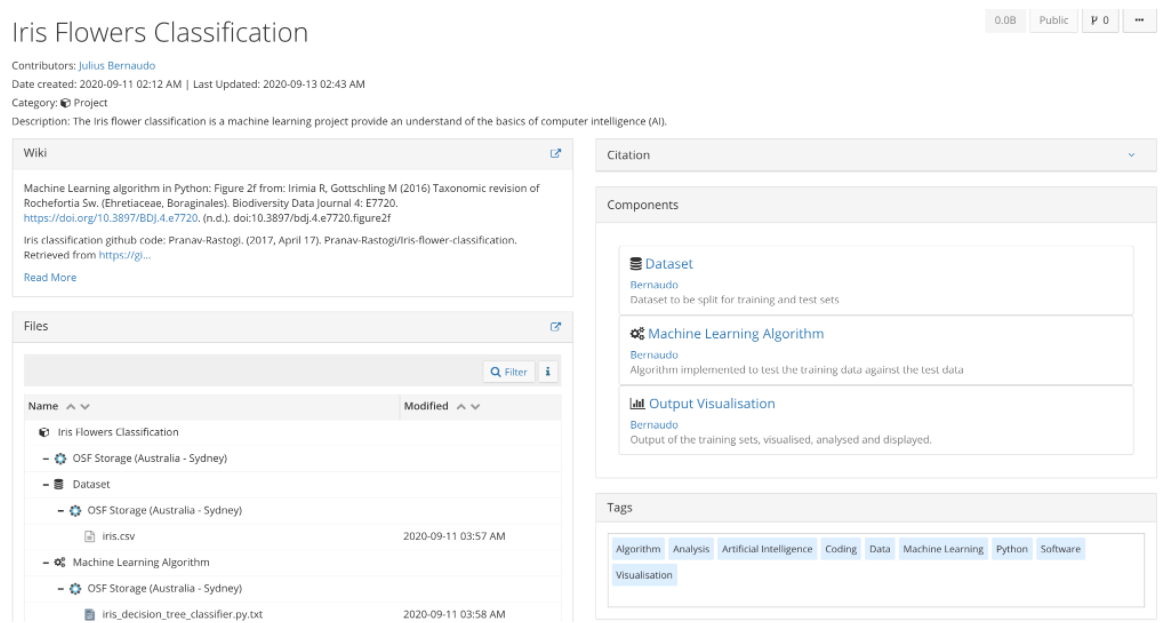 Iris Flowers Classification
0.0B
Public
0
Contributors: Julius Bernaudo
Date created: 2020-09-11 02:12 AM | Last Updated: 2020-09-13 02:43 AM
Category: Project
Description: The Iris flower classification is a machine learning project provide an understand of the basics of computer intelligence (AI).
Wiki
Machine Learning algorithm in Python: Figure 2f from: Irimia R, Gottschling M (2016) Taxonomic revision of
Rochefortia Sw. (Ehretiaceae, Boraginales). Biodiversity Data Journal 4: E7720.
https://doi.org/10.3897/BDJ.4.e7720. (n.d.). doi:10.3897/bdj.4.e7720.figure2f
Iris classification github code: Pranav-Rastogi. (2017, April 17). Pranav-Rastogi/Iris-flower-classification.
Retrieved from https://gi...
Read More
Files
Filter
i
Name
Modified
Iris Flowers Classification
– OSF Storage (Australia - Sydney)
– Dataset
– OSF Storage (Australia - Sydney)
iris.csv 2020-09-11 03:57 AM
– Machine Learning Algorithm
– OSF Storage (Australia - Sydney)
iris_decision_tree_classifier.py.txt 2020-09-11 03:58 AM
Citation
Components
Dataset
Bernaudo
Dataset to be split for training and test sets
Machine Learning Algorithm
Bernaudo
Algorithm implemented to test the training data against the test data
Output Visualisation
Bernaudo
Output of the training sets, visualised, analysed and displayed.
Tags
Algorithm Analysis Artificial Intelligence Coding Data Machine Learning Python Software
Visualisation